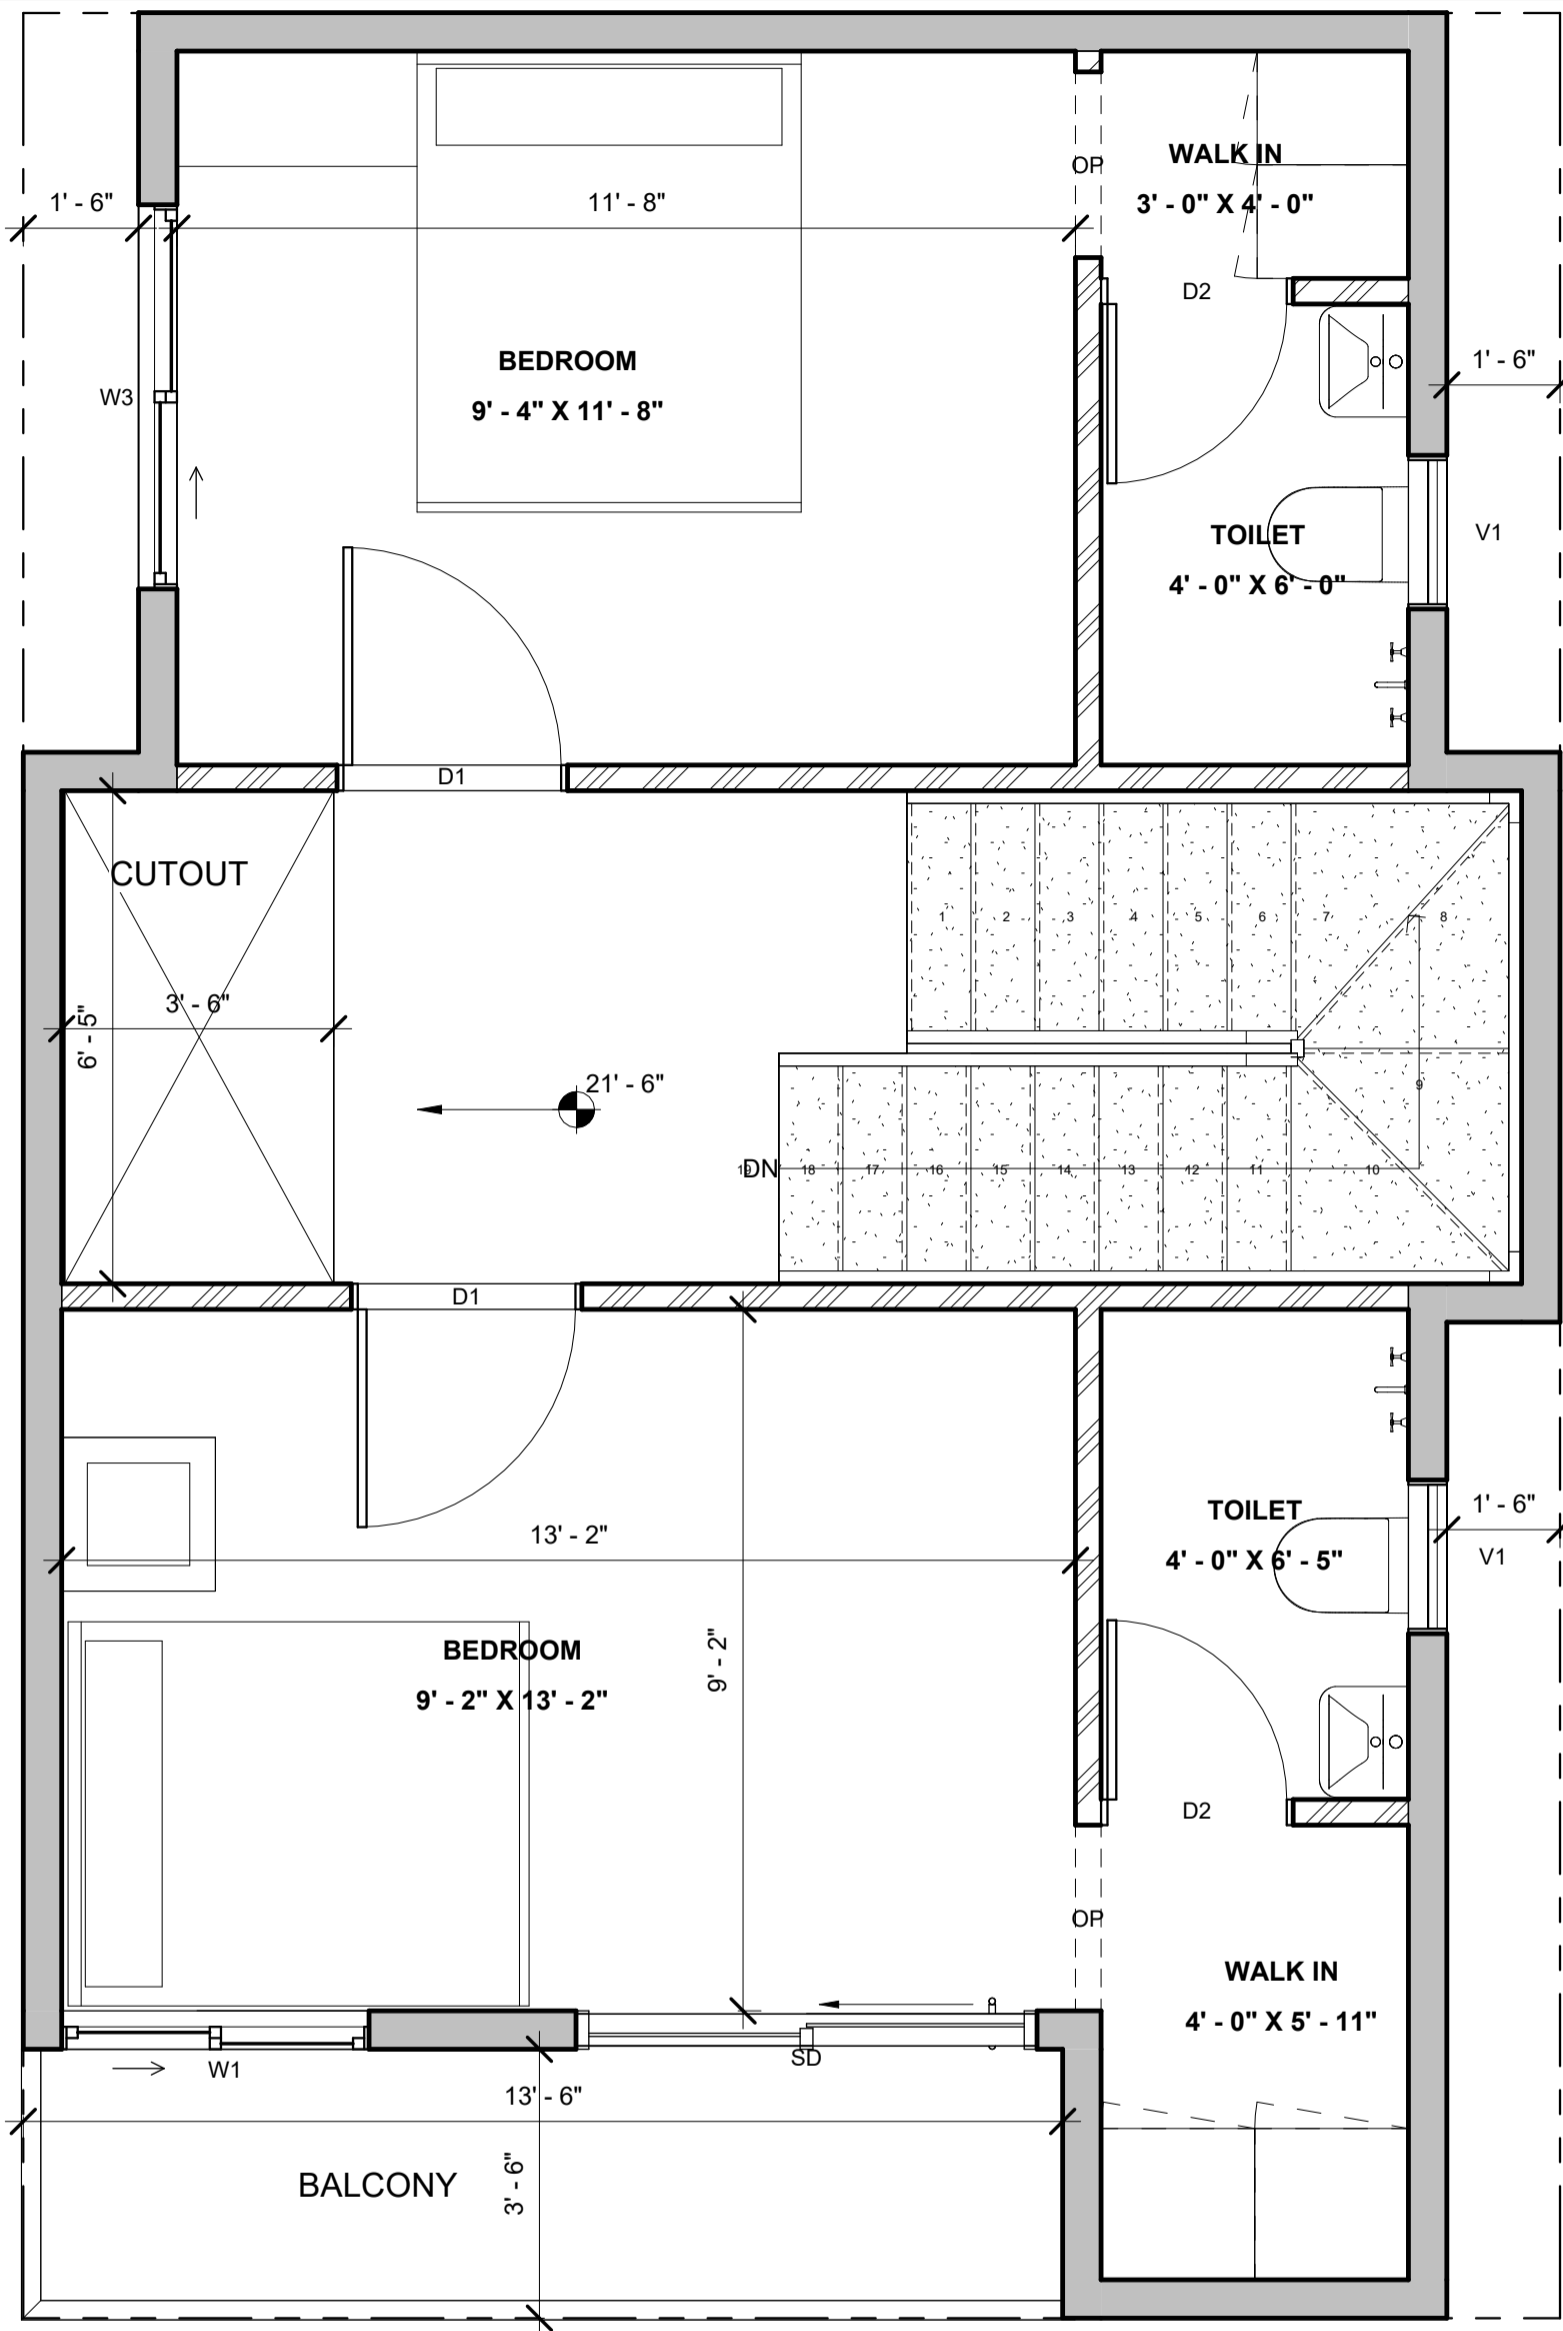 WALK IN
3' - 0" X 4' - 0"
OP
1' - 6"
11' - 8"
D2
BEDROOM
9' - 4" X 11' - 8"
W3
1' - 6"
TOILET
4' - 0" X 6' - 0"
V1
D1
CUTOUT
1 2 3 4 5 6 7 8
3' - 6"
6' - 5"
21' - 6"
9
19 DN 18 17 16 15 14 13 12 11 10
D1
TOILET
4' - 0" X 6' - 5"
1' - 6"
V1
13' - 2"
BEDROOM
9' - 2" X 13' - 2"
9' - 2"
D2
OP
WALK IN
4' - 0" X 5' - 11"
W1
SD
13' - 6"
BALCONY
3' - 6"